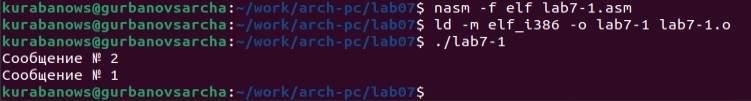 kurabanows@gurbanovsarcha:~/work/arch-pc/lab07$ nasm -f elf lab7-1.asm
kurabanows@gurbanovsarcha:~/work/arch-pc/lab07$ ld -m elf_i386 -o lab7-1 lab7-1.o
kurabanows@gurbanovsarcha:~/work/arch-pc/lab07$ ./lab7-1
Сообщение № 2
Сообщение № 1
kurabanows@gurbanovsarcha:~/work/arch-pc/lab07$